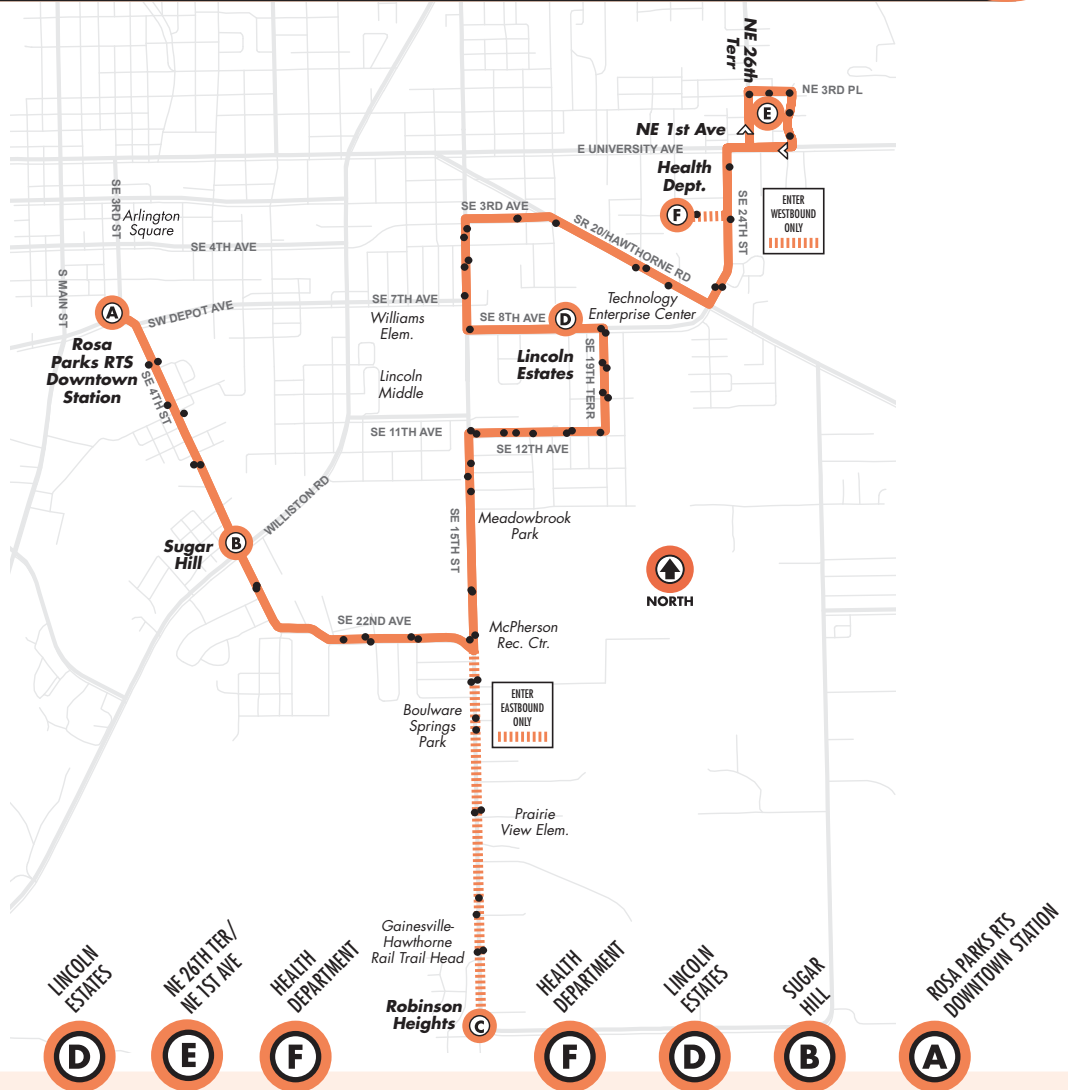 NE 26th
Terr
NE 3RD PL
E
NE 1st Ave
E UNIVERSITY AVE
Health
Dept.
F
SE 24TH ST
ENTER
WESTBOUND
ONLY
SE 3RD ST
Arlington
Square
SE 3RD AVE
SR 20/HAWTHORNE RD
SE 4TH AVE
S MAIN ST
A
SW DEPOT AVE
SE 7TH AVE
Williams
Elem.
SE 8TH AVE
D
Technology
Enterprise Center
Rosa
Parks RTS
Downtown
Station
SE 4TH ST
Lincoln
Estates
SE 19TH TERR
Lincoln
Middle
SE 11TH AVE
SE 12TH AVE
WILLISTON RD
SE 15TH ST
Meadowbrook
Park
Sugar
Hill
B
NORTH
SE 22ND AVE
McPherson
Rec. Ctr.
ENTER
EASTBOUND
ONLY
Boulware
Springs
Park
Prairie
View Elem.
Gainesville-
Hawthorne
Rail Trail Head
Robinson
Heights
C
LINCOLN
ESTATES
NE 26TH TER/
NE 1ST AVE
HEALTH
DEPARTMENT
HEALTH
DEPARTMENT
LINCOLN
ESTATES
SUGAR
HILL
ROSA PARKS RTS
DOWNTOWN STATION
D E F F D B A